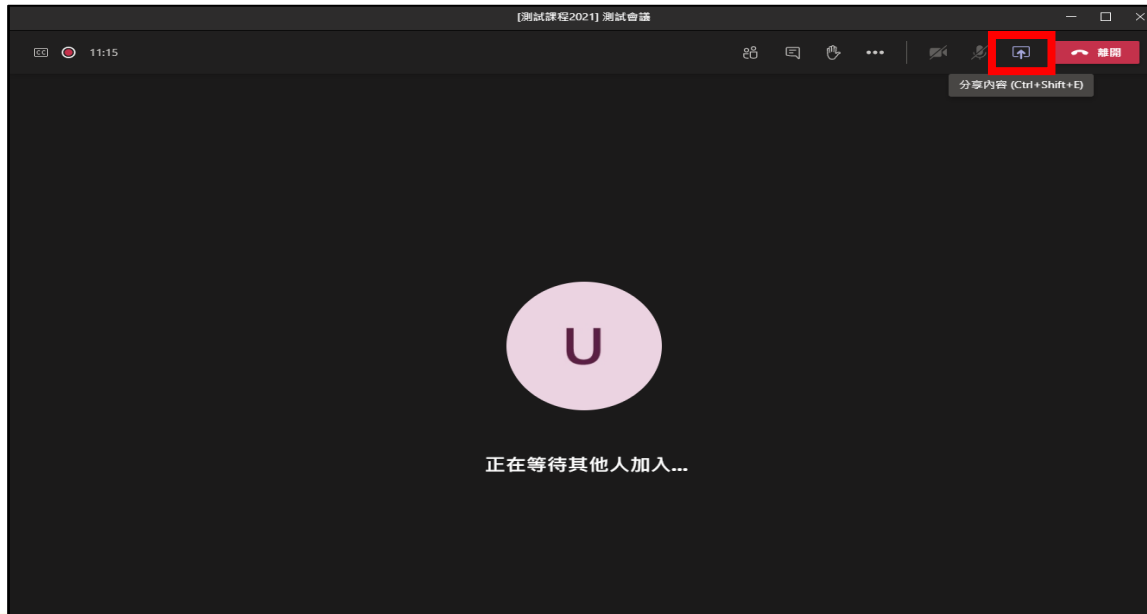 [測試課程2021] 測試會議
CC 11:15 離開
分享內容 (Ctrl+Shift+E)
U
正在等待其他人加入...